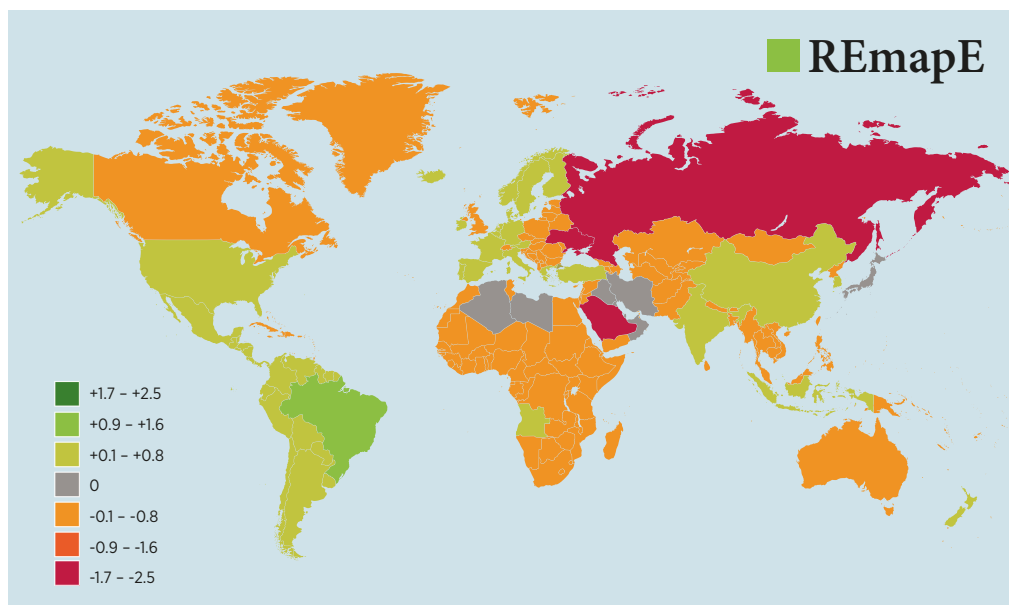 REmapE
+1.7 – +2.5
+0.9 – +1.6
+0.1 – +0.8
0
-0.1 – -0.8
-0.9 – -1.6
-1.7 – -2.5